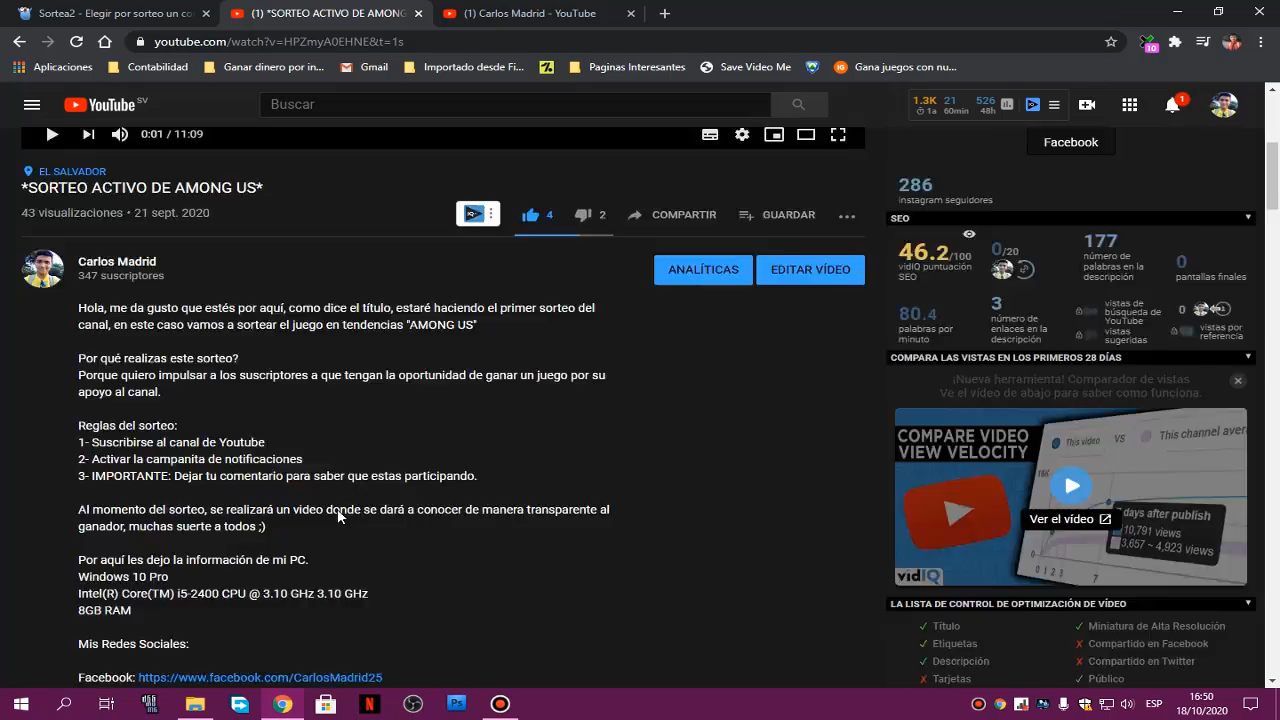 Sortea2 - Elegir por sorteo un co
(1) *SORTEO ACTIVO DE AMONG
(1) Carlos Madrid - YouTube
youtube.com/watch?v=HPZmyA0EHNE&t=1s
10
Aplicaciones
Contabilidad
Ganar dinero por in...
Gmail
Importado desde Fi...
Paginas Interesantes
Save Video Me
Gana juegos con nu...
YouTube SV
Buscar
1.3K 21 526
1a 60min 48h
1
0:01 / 11:09
EL SALVADOR
*SORTEO ACTIVO DE AMONG US*
43 visualizaciones • 21 sept. 2020
4
2
COMPARTIR
GUARDAR
Carlos Madrid
347 suscriptores
ANALÍTICAS
EDITAR VÍDEO
Hola, me da gusto que estés por aquí, como dice el título, estaré haciendo el primer sorteo del
canal, en este caso vamos a sortear el juego en tendencias "AMONG US"
Por qué realizas este sorteo?
Porque quiero impulsar a los suscriptores a que tengan la oportunidad de ganar un juego por su
apoyo al canal.
Reglas del sorteo:
1- Suscribirse al canal de Youtube
2- Activar la campanita de notificaciones
3- IMPORTANTE: Dejar tu comentario para saber que estas participando.
Al momento del sorteo, se realizará un video donde se dará a conocer de manera transparente al
ganador, muchas suerte a todos ;)
Por aquí les dejo la información de mi PC.
Windows 10 Pro
Intel(R) Core(TM) i5-2400 CPU @ 3.10 GHz 3.10 GHz
8GB RAM
Mis Redes Sociales:
Facebook: https://www.facebook.com/CarlosMadrid25
Facebook
286
instagram seguidores
SEO
46.2/100
vidIQ puntuación
SEO
0/20
177
número de
palabras en la
descripción
0
pantallas finales
80.4
palabras por
minuto
3
número de
enlaces en la
descripción
vistas de
búsqueda de
YouTube
vistas
sugeridas
0
vistas por
referencia
COMPARA LAS VISTAS EN LOS PRIMEROS 28 DÍAS
¡Nueva herramienta! Comparador de vistas
Vé el vídeo de abajo para saber como funciona.
COMPARE VIDEO
VIEW VELOCITY
This video VS This channel aver
Ver el vídeo
7 days after publish
10,791 views
3,657 ~ 4,923 views
0 1 2 3 7
vidIQ
LA LISTA DE CONTROL DE OPTIMIZACIÓN DE VÍDEO
Título
Miniatura de Alta Resolución
Etiquetas
Compartido en Facebook
Descripción
Compartido en Twitter
Tarjetas
Público
ESP
16:50
18/10/2020